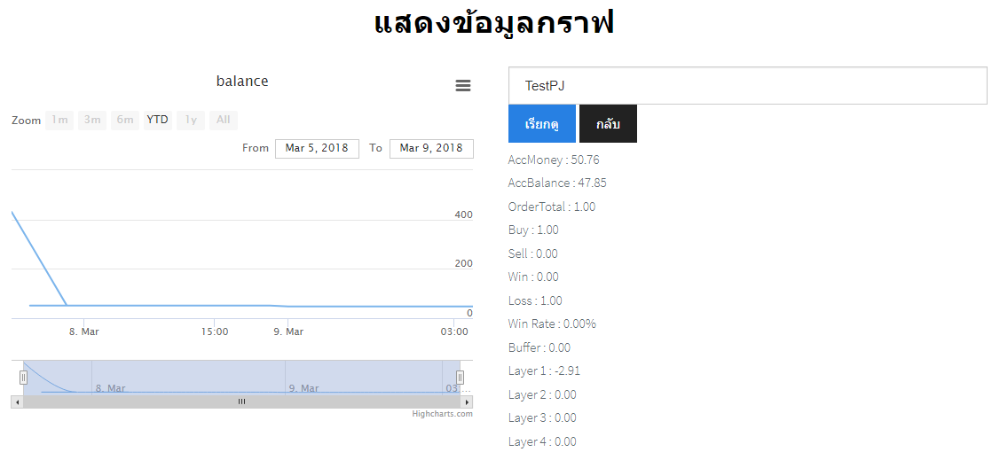 แสดงข้อมูลกราฟ
balance
Zoom 1m 3m 6m YTD 1y All
From Mar 5, 2018 To Mar 9, 2018
400
200
0
8. Mar 15:00 9. Mar 03:00
8. Mar 9. Mar 03 …
Highcharts.com
TestPJ
เรียกดู กลับ
AccMoney : 50.76
AccBalance : 47.85
OrderTotal : 1.00
Buy : 1.00
Sell : 0.00
Win : 0.00
Loss : 1.00
Win Rate : 0.00%
Buffer : 0.00
Layer 1 : -2.91
Layer 2 : 0.00
Layer 3 : 0.00
Layer 4 : 0.00